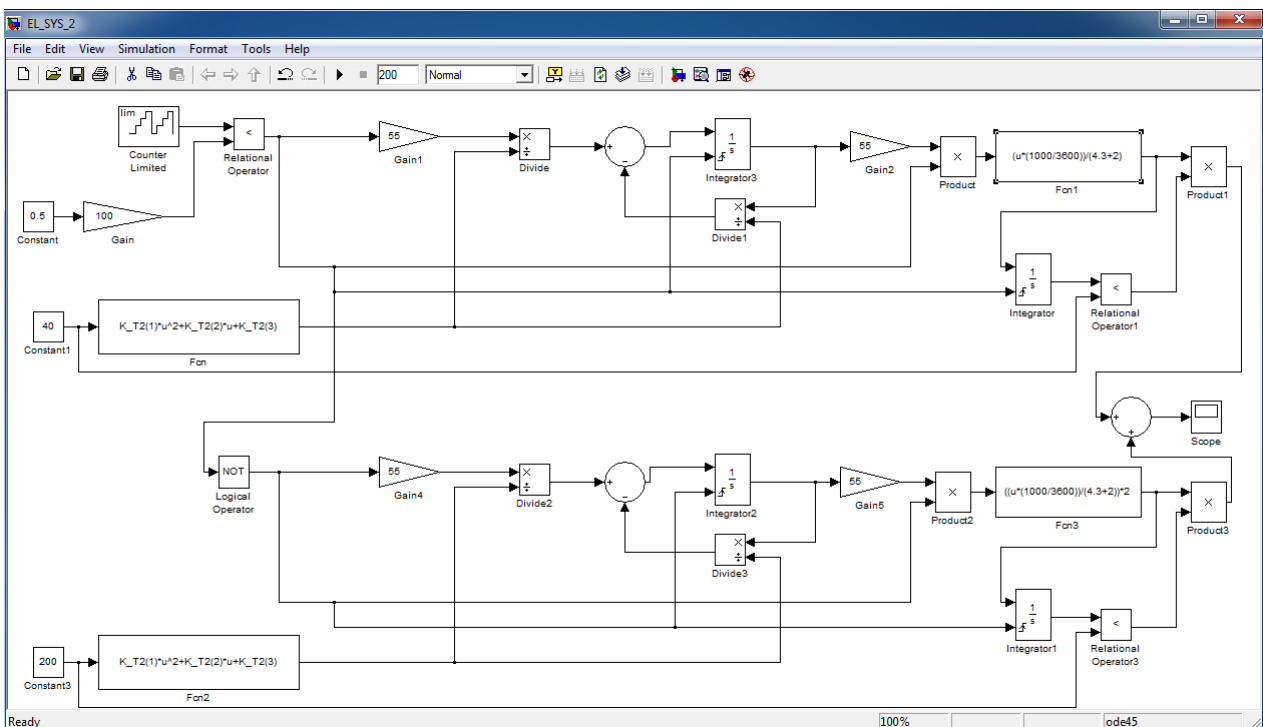 EL_SYS_2
File Edit View Simulation Format Tools Help
200 Normal
lim
Counter
Limited
<
Relational
Operator
55
Gain1
×
÷
Divide
+
−
1
s
Integrator3
55
Gain2
×
Product
(u*(1000/3600))/(4.3+2)
Fcn1
×
Product1
0.5
Constant
100
Gain
×
÷
Divide1
1
s
Integrator
<
Relational
Operator1
40
Constant1
K_T2(1)*u^2+K_T2(2)*u+K_T2(3)
Fcn
+
+
Scope
NOT
Logical
Operator
55
Gain4
×
÷
Divide2
+
−
1
s
Integrator2
55
Gain5
×
Product2
((u*(1000/3600))/(4.3+2))*2
Fcn3
×
Product3
×
÷
Divide3
1
s
Integrator1
<
Relational
Operator3
200
Constant3
K_T2(1)*u^2+K_T2(2)*u+K_T2(3)
Fcn2
Ready 100% ode45